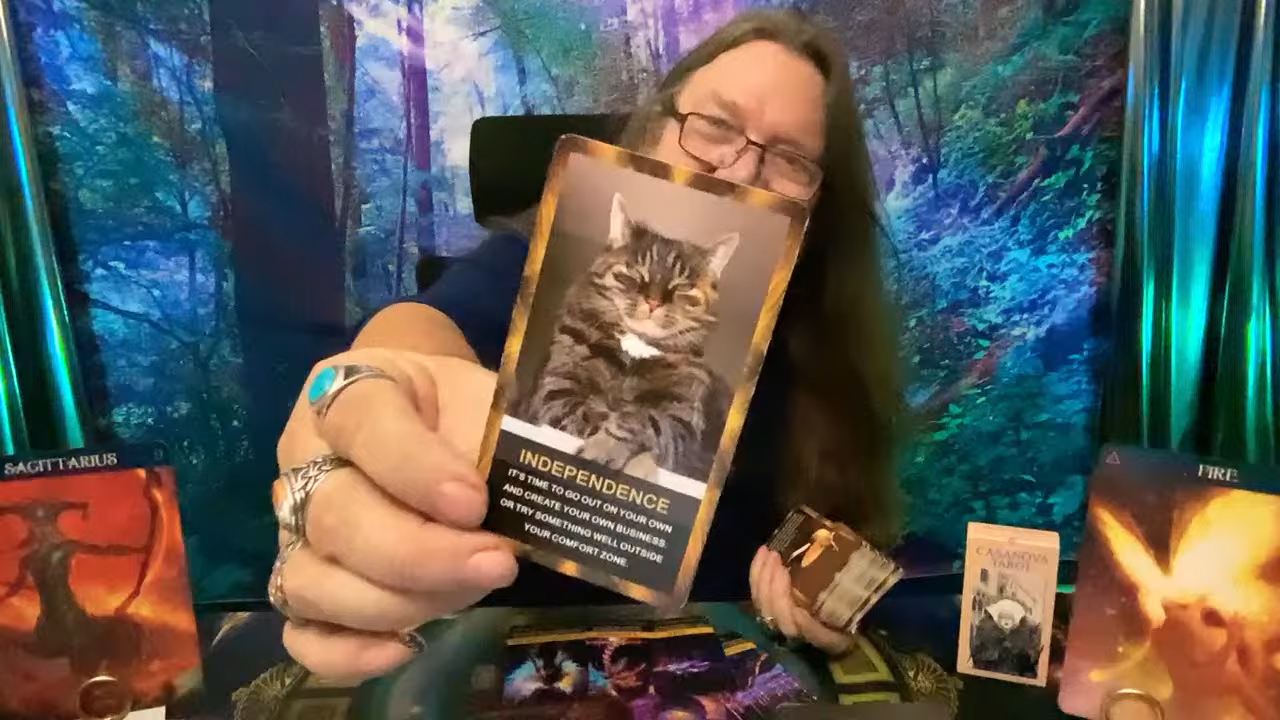 SAGITTARIUS
FIRE
INDEPENDENCE
IT'S TIME TO GO OUT ON YOUR OWN
AND CREATE YOUR OWN BUSINESS.
OR TRY SOMETHING WELL OUTSIDE
YOUR COMFORT ZONE.
CASANOVA
TAROT